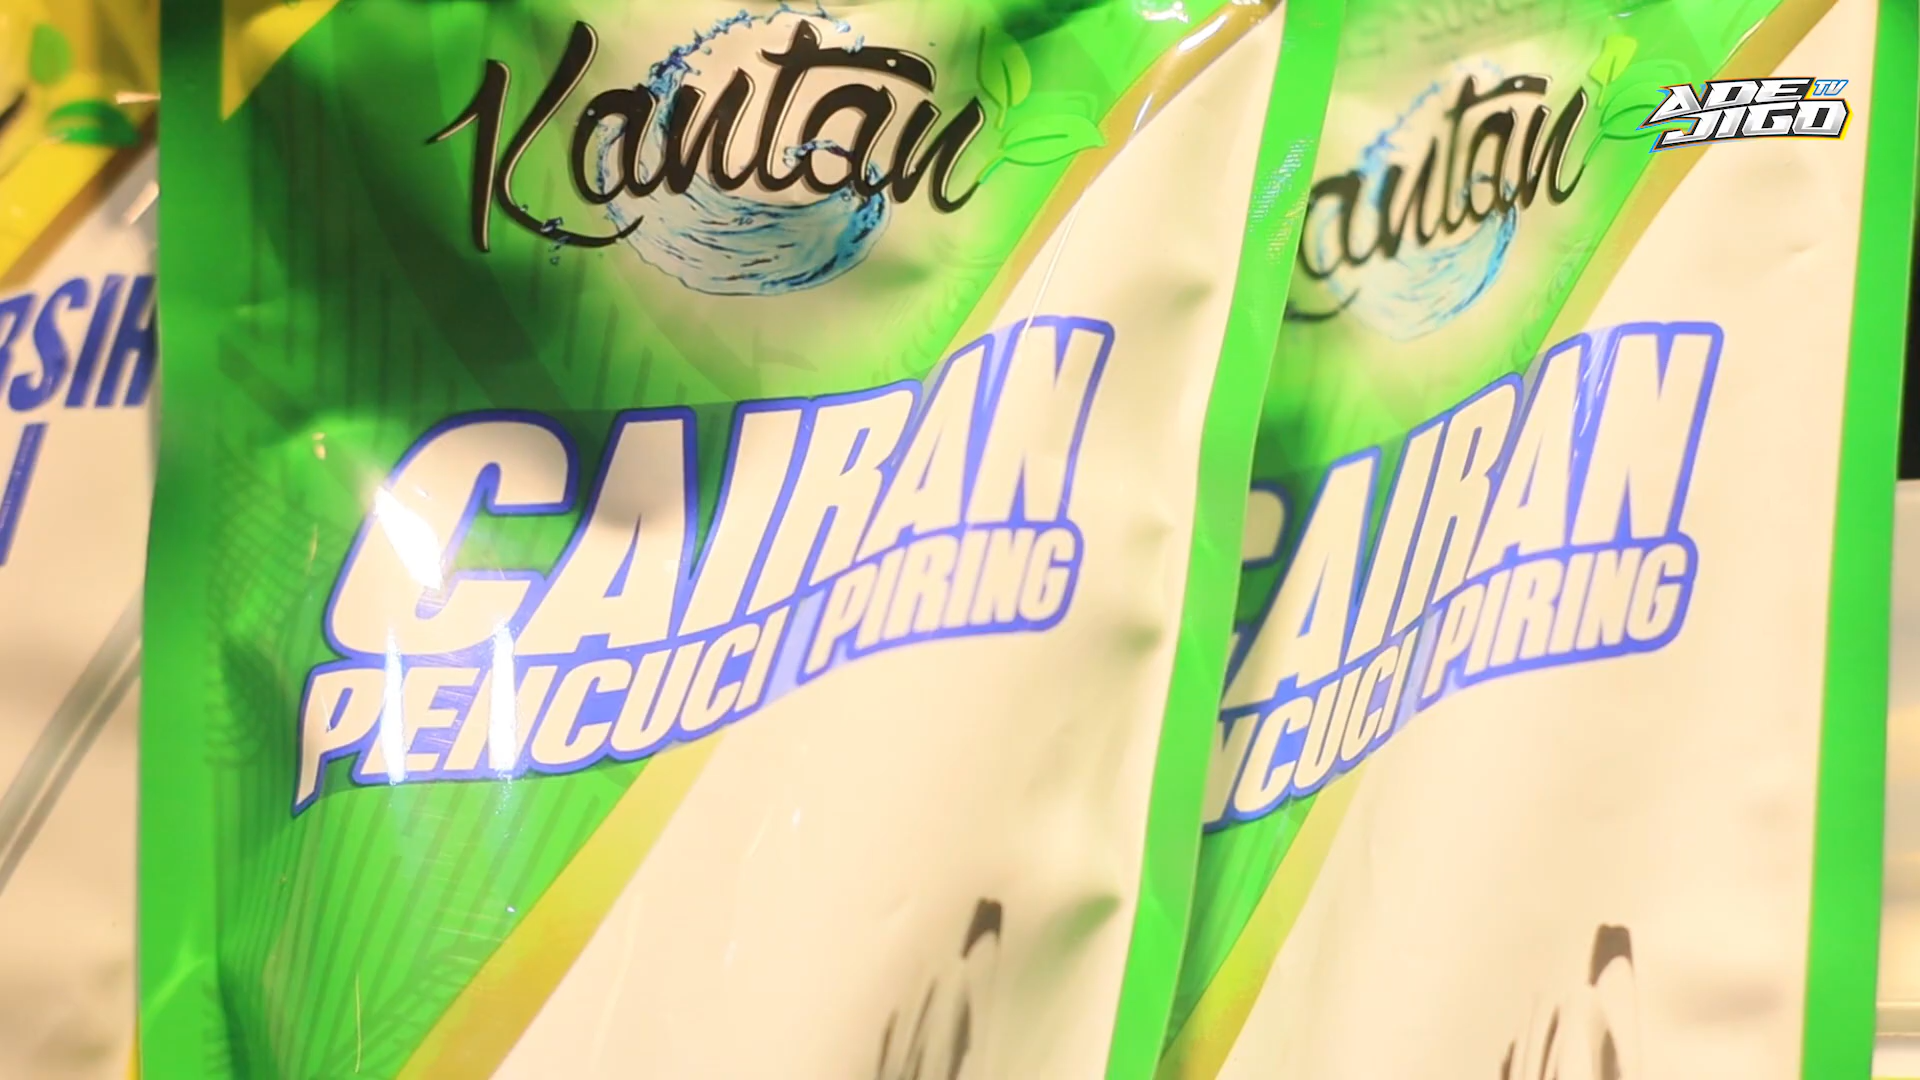 Kantan
CAIRAN
PENCUCI PIRING
Kantan
CAIRAN
PENCUCI PIRING
ADE TV
JIGO